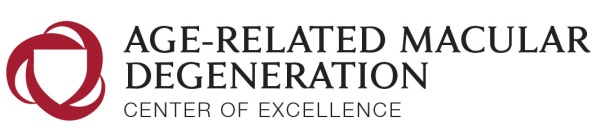 AGE-RELATED MACULAR
DEGENERATION
CENTER OF EXCELLENCE